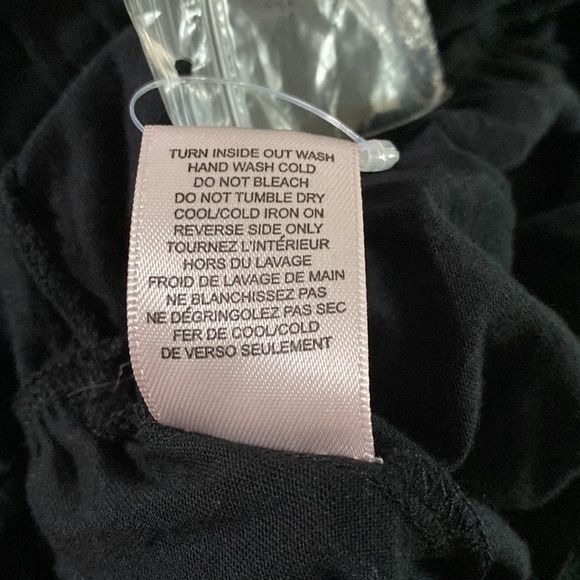 TURN INSIDE OUT WASH
HAND WASH COLD
DO NOT BLEACH
DO NOT TUMBLE DRY
COOL/COLD IRON ON
REVERSE SIDE ONLY
TOURNEZ L'INTÉRIEUR
HORS DU LAVAGE
FROID DE LAVAGE DE MAIN
NE BLANCHISSEZ PAS
NE DÉGRINGOLEZ PAS SEC
FER DE COOL/COLD
DE VERSO SEULEMENT